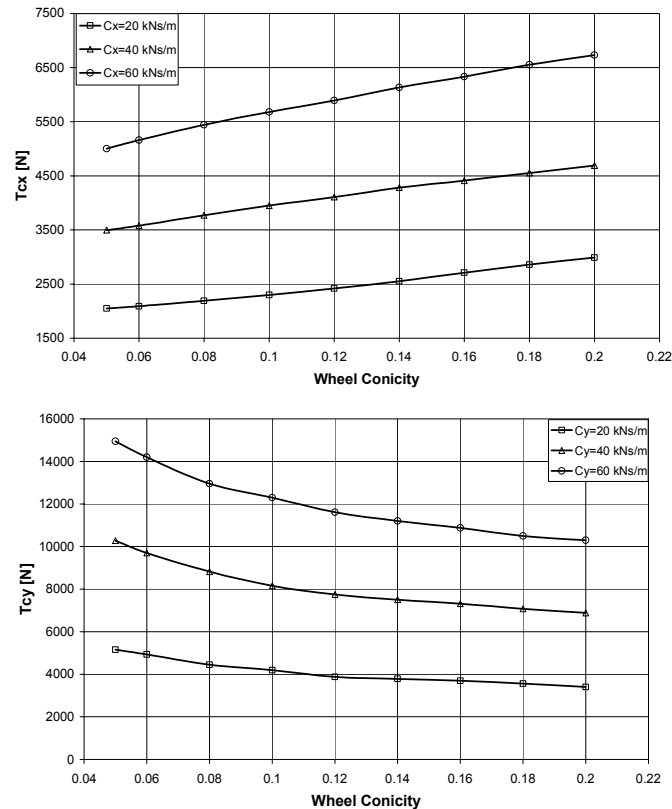 7500
6500
5500
4500
3500
2500
1500
Tcx [N]
Cx=20 kNs/m
Cx=40 kNs/m
Cx=60 kNs/m
0.04 0.06 0.08 0.1 0.12 0.14 0.16 0.18 0.2 0.22
Wheel Conicity
16000
14000
12000
10000
8000
6000
4000
2000
0
Tcy [N]
Cy=20 kNs/m
Cy=40 kNs/m
Cy=60 kNs/m
0.04 0.06 0.08 0.1 0.12 0.14 0.16 0.18 0.2 0.22
Wheel Conicity